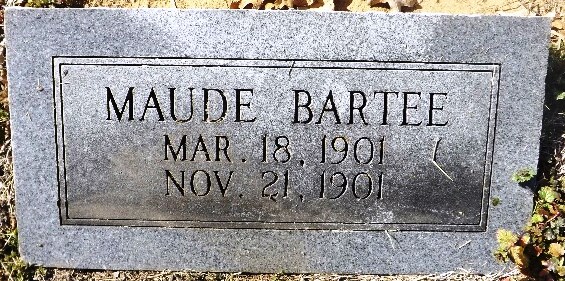 MAUDE BARTEE
MAR. 18, 1901
NOV. 21, 1901